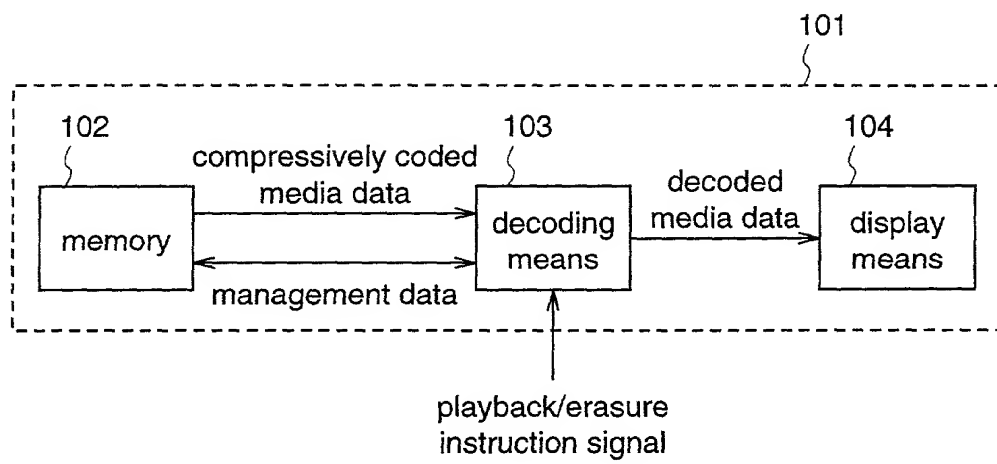 101
102
103
104
compressively coded
media data
decoded
media data
memory
decoding
means
display
means
management data
playback/erasure
instruction signal